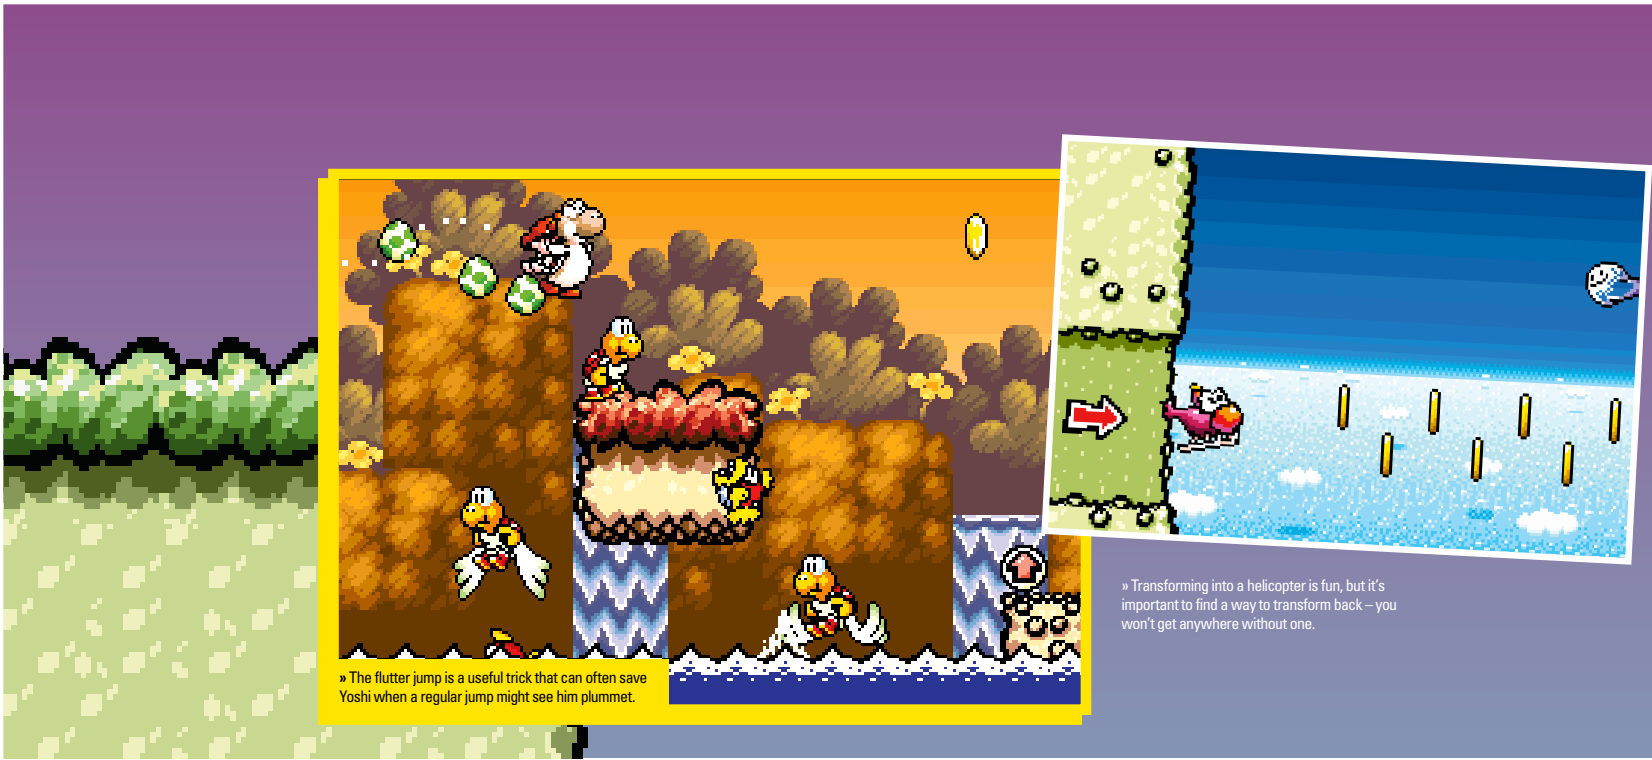 » The flutter jump is a useful trick that can often save
Yoshi when a regular jump might see him plummet.
» Transforming into a helicopter is fun, but it's
important to find a way to transform back – you
won't get anywhere without one.